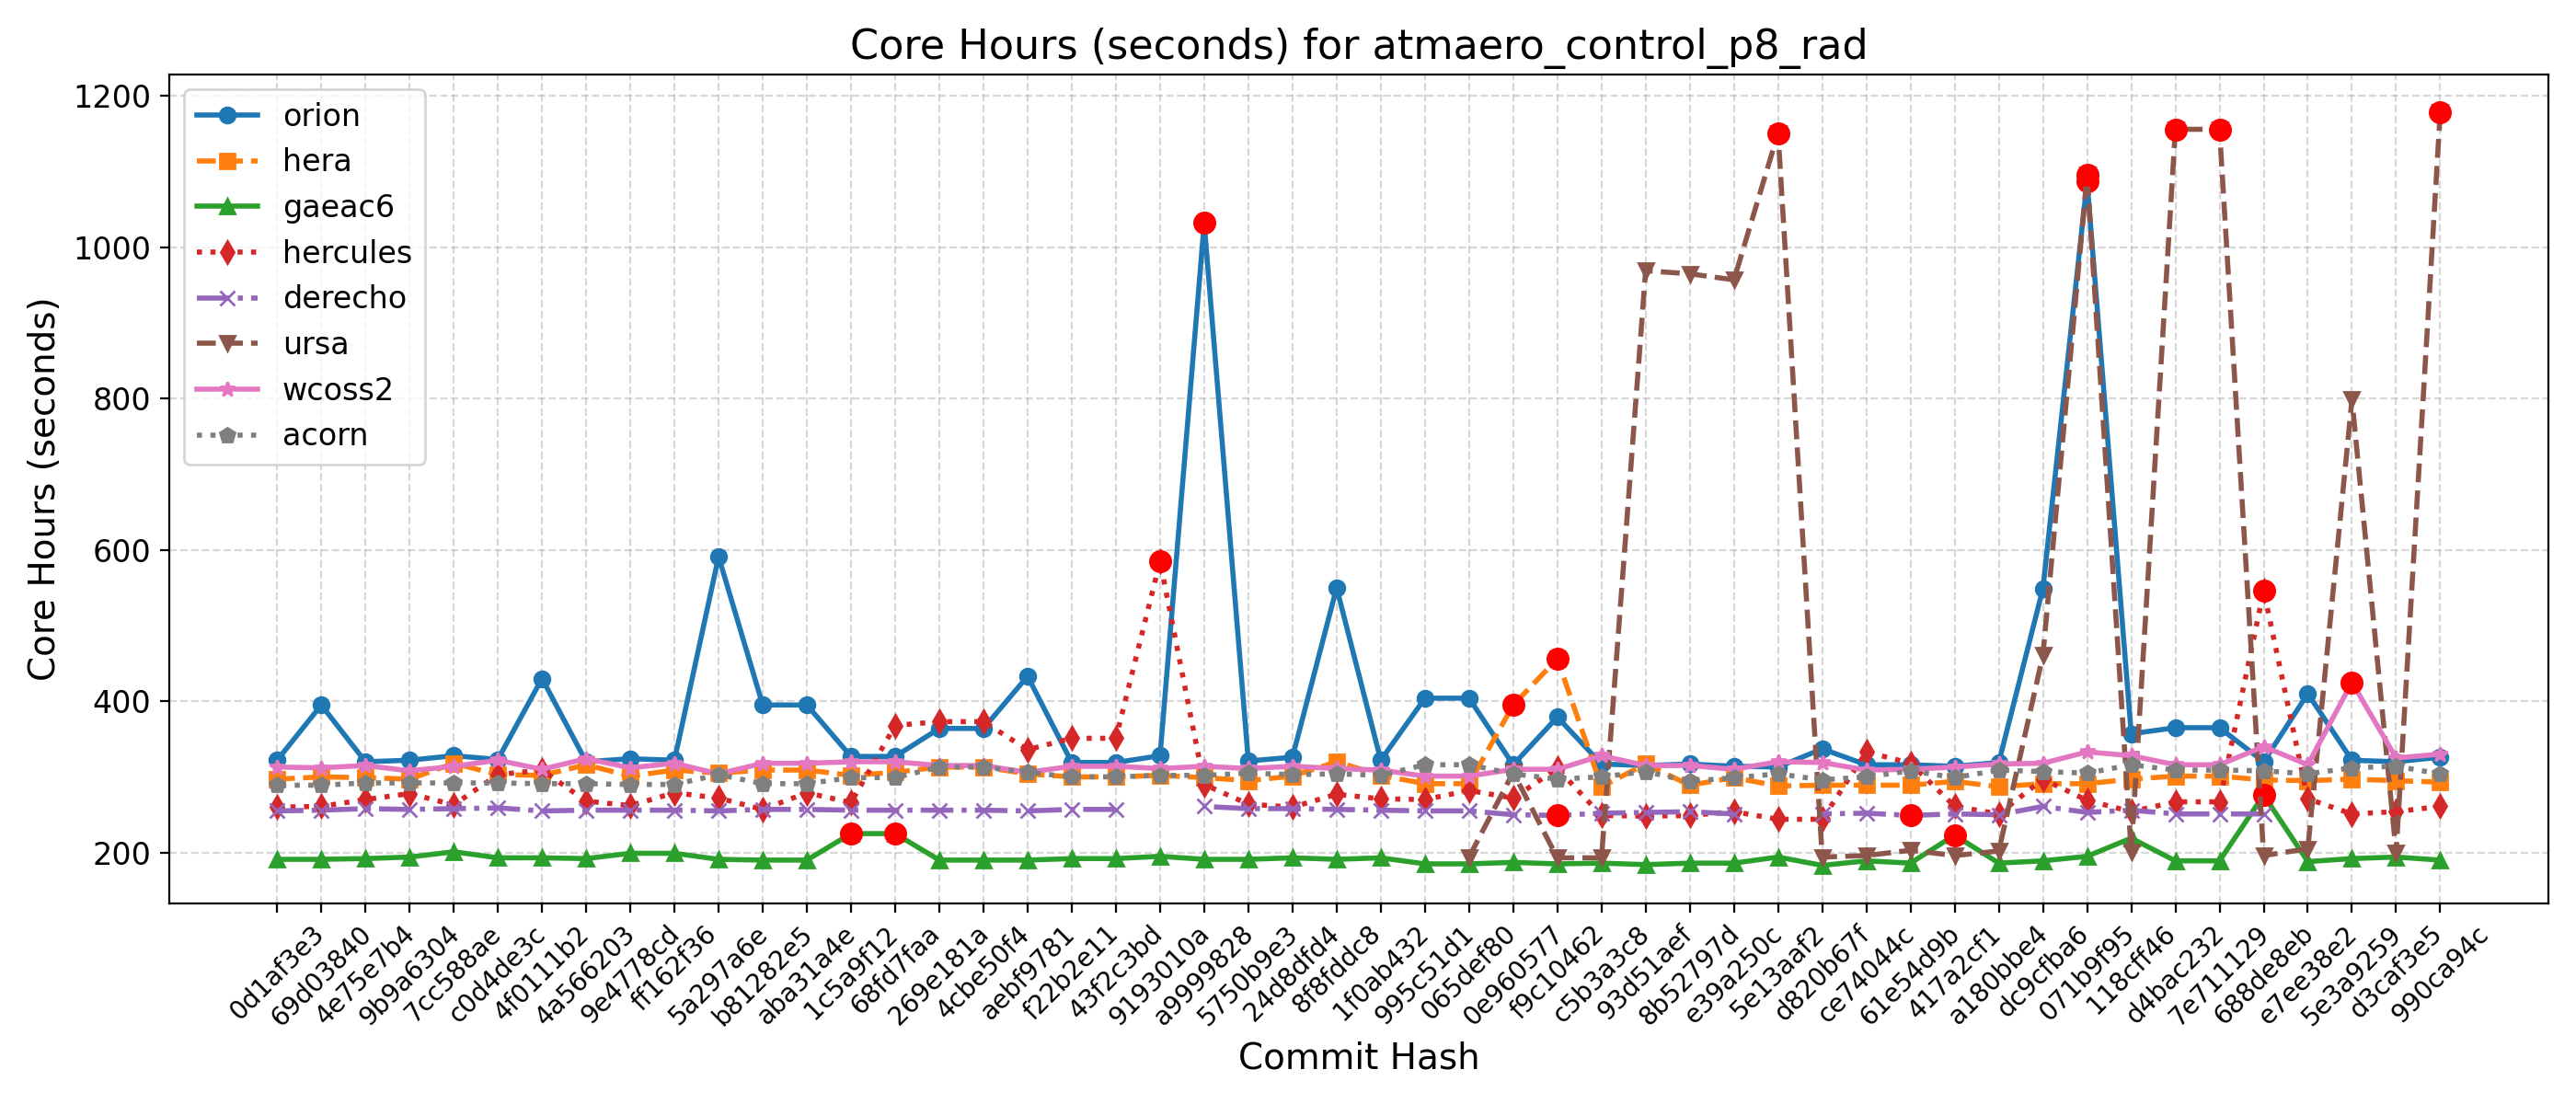 Core Hours (seconds) for atmaero_control_p8_rad
Core Hours (seconds)
1200
1000
800
600
400
200
orion
hera
gaeac6
hercules
derecho
ursa
wcoss2
acorn
0d1af3e3
69d03840
4e75e7b4
9b9a6304
7cc588ae
c0d4de3c
4f0111b2
4a566203
9e4778cd
ff162f36
5a297a6e
b81282e5
aba31a4e
1c5a9f12
68fd7faa
269e181a
4cbe50f4
aebf9781
f22b2e11
43f2c3bd
9193010a
a9999828
5750b9e3
24d8dfd4
8f8fddc8
1f0ab432
995c51d1
065def80
0e960577
f9c10462
c5b3a3c8
93d51aef
8b52797d
e39a250c
5e13aaf2
d820b67f
ce74044c
61e54d9b
417a2cf1
a180bbe4
dc9cfba6
071b9f95
118cff46
d4bac232
7e711129
688de8eb
e7ee38e2
5e3a9259
d3caf3e5
990ca94c
Commit Hash